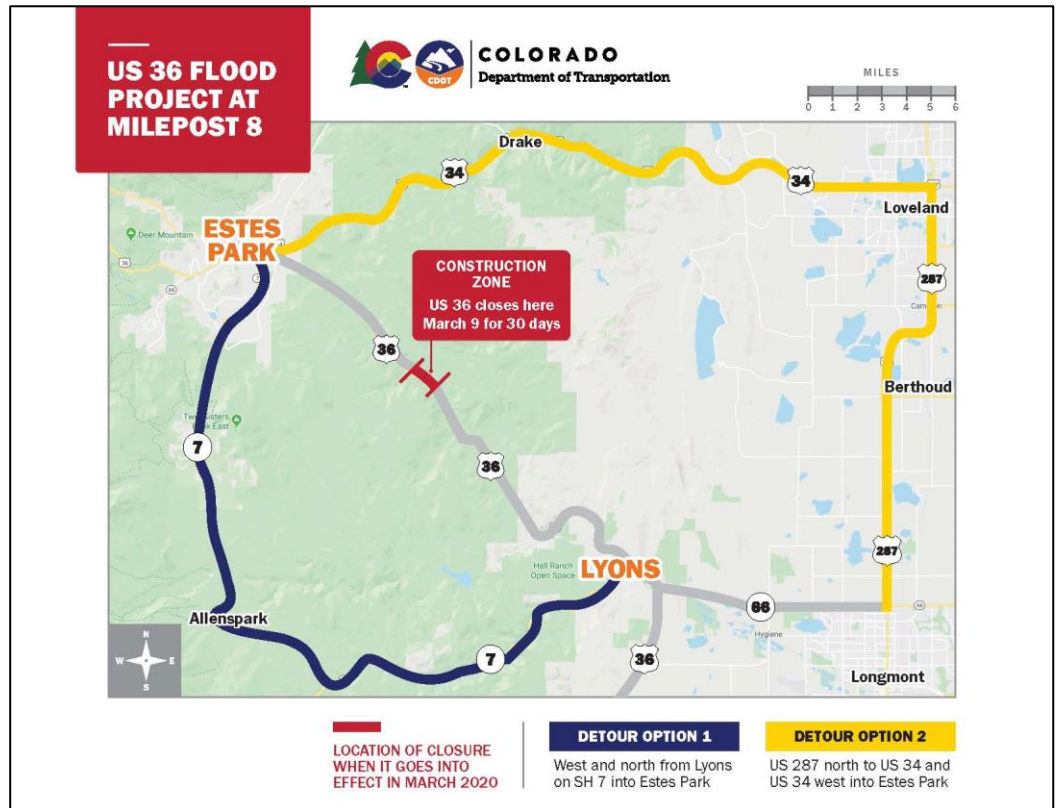 US 36 FLOOD
PROJECT AT
MILEPOST 8
CDOT
COLORADO
Department of Transportation
MILES
0 1 2 3 4 5 6
Drake
34
34
Loveland
ESTES
PARK
Deer Mountain
36
66
7
CONSTRUCTION
ZONE
US 36 closes here
March 9 for 30 days
287
36
Berthoud
7
36
287
Hall Ranch
Open Space
LYONS
66
Hygiene
66
Allenspark
7
36
Longmont
N
W E
S
LOCATION OF CLOSURE
WHEN IT GOES INTO
EFFECT IN MARCH 2020
DETOUR OPTION 1
West and north from Lyons
on SH 7 into Estes Park
DETOUR OPTION 2
US 287 north to US 34 and
US 34 west into Estes Park